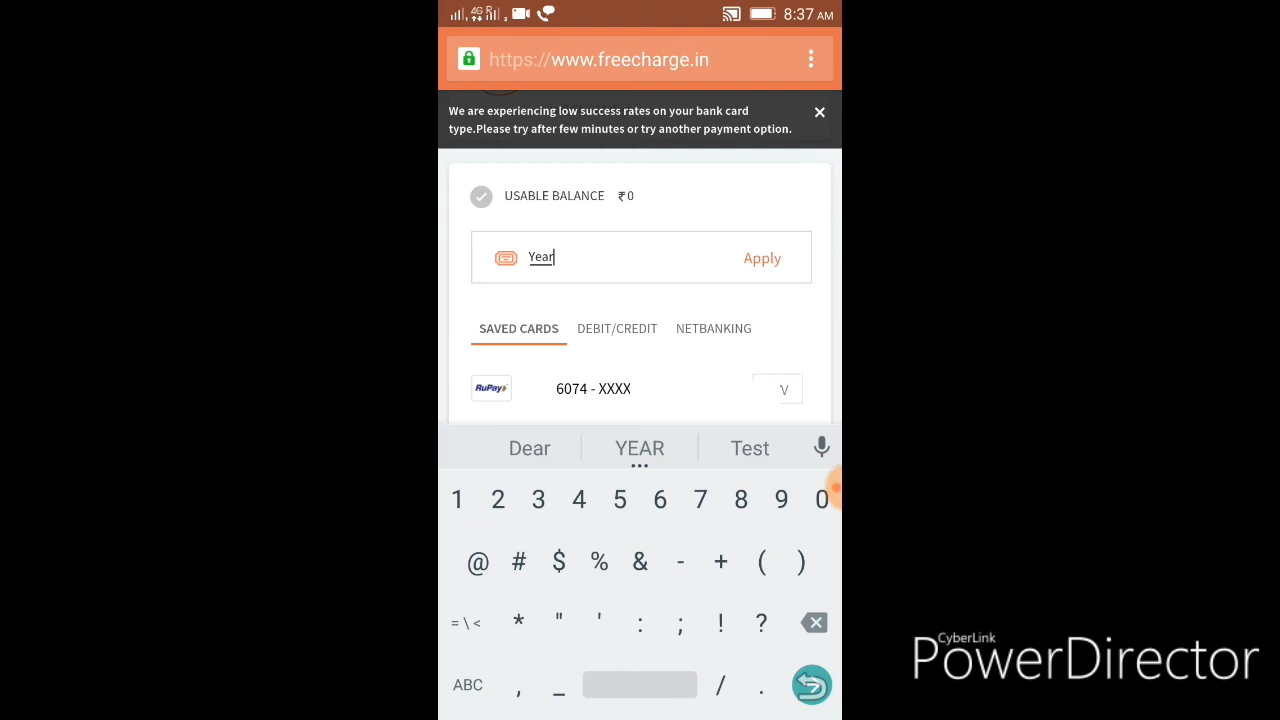 4G R 2 8:37 AM
https://www.freecharge.in
We are experiencing low success rates on your bank card
type.Please try after few minutes or try another payment option.
USABLE BALANCE ₹0
Year Apply
SAVED CARDS DEBIT/CREDIT NETBANKING
RuPay 6074 - XXXX V
Dear YEAR Test
1 2 3 4 5 6 7 8 9 0
@ # $ % & - + ( )
= \ < * " ' : ; ! ?
ABC , _ / .
CyberLink
PowerDirector